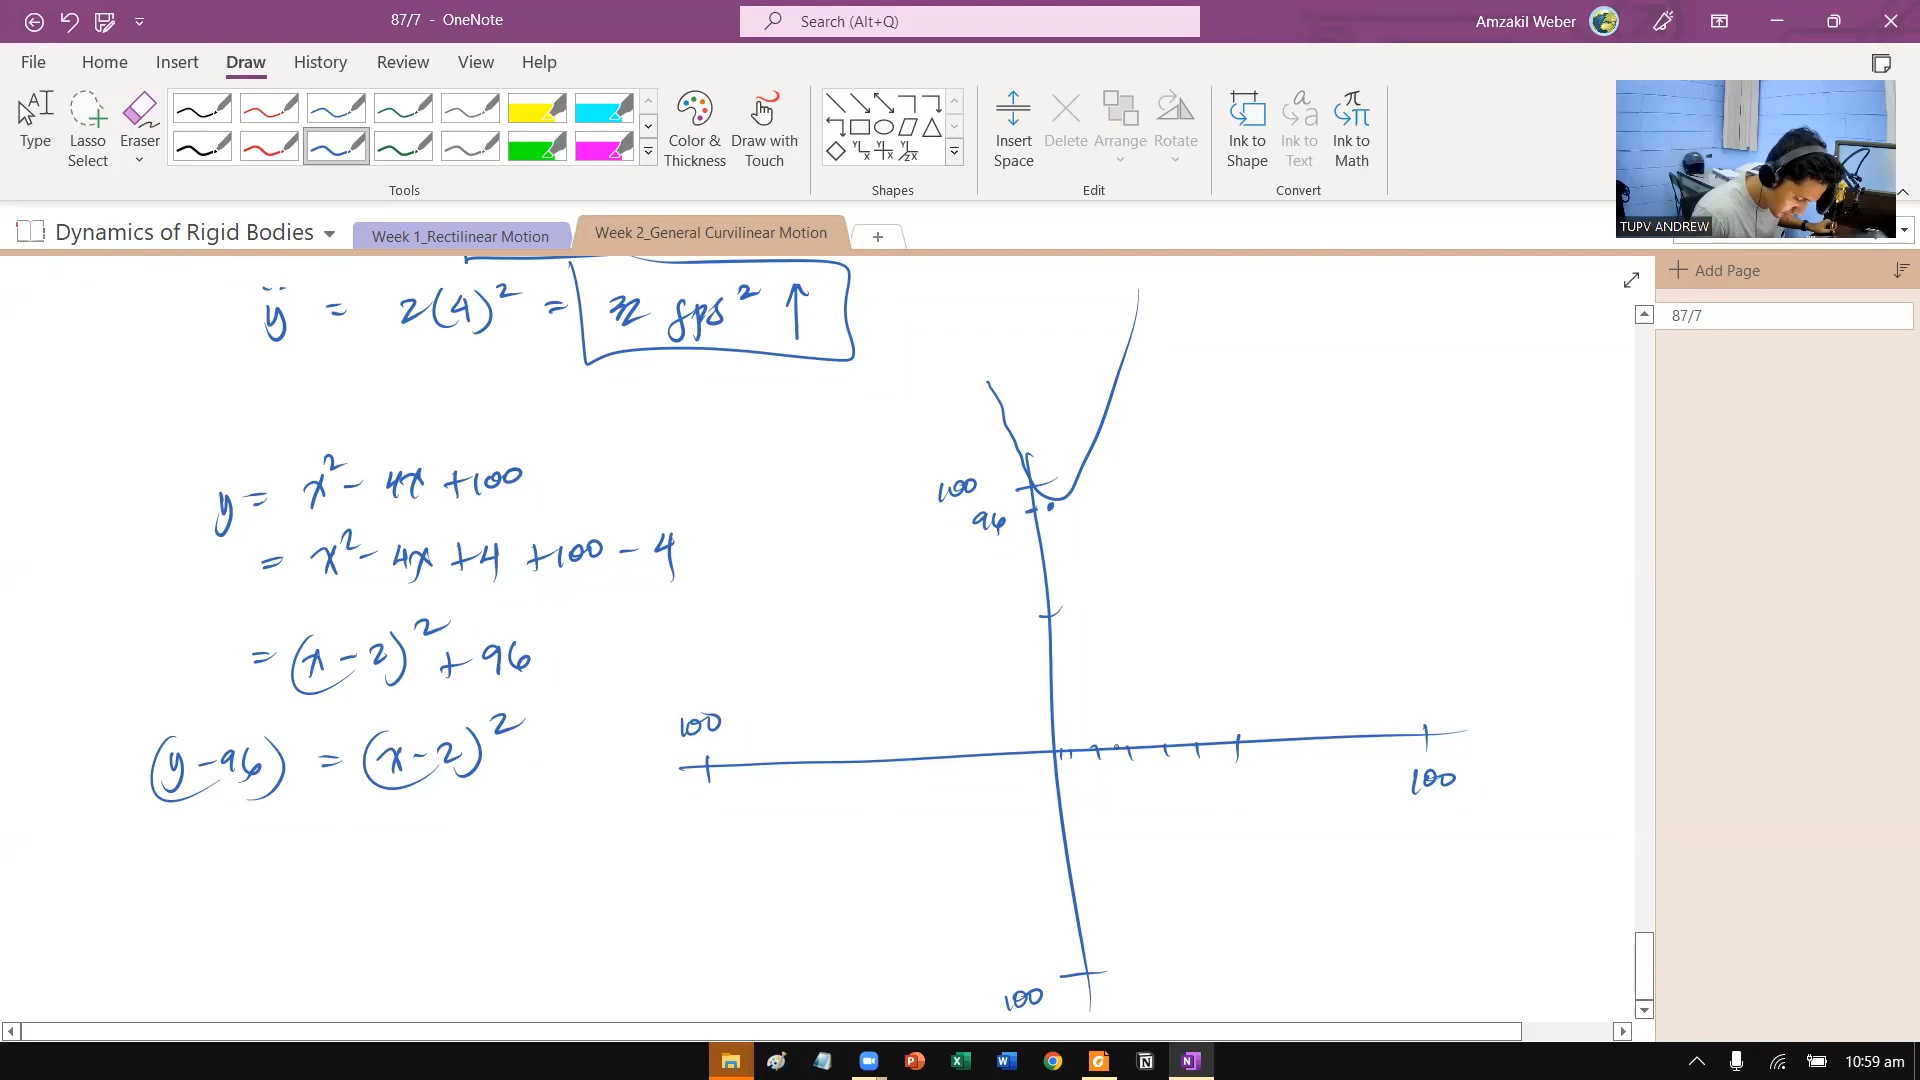 87/7 - OneNote
Search (Alt+Q)
Amzakil Weber
File Home Insert Draw History Review View Help
Type
Lasso Select
Eraser
Color & Thickness
Draw with Touch
Insert Space
Delete
Arrange
Rotate
Ink to Shape
Ink to Text
Ink to Math
Tools
Shapes
Edit
Convert
TUPV ANDREW
Dynamics of Rigid Bodies
Week 1_Rectilinear Motion
Week 2_General Curvilinear Motion
Add Page
87/7
ÿ = 2(4)² = 32 fps² ↑
y = x² - 4x + 100
= x² - 4x + 4 + 100 - 4
= (x - 2)² + 96
(y - 96) = (x - 2)²
100
96
100
100
100
10:59 am